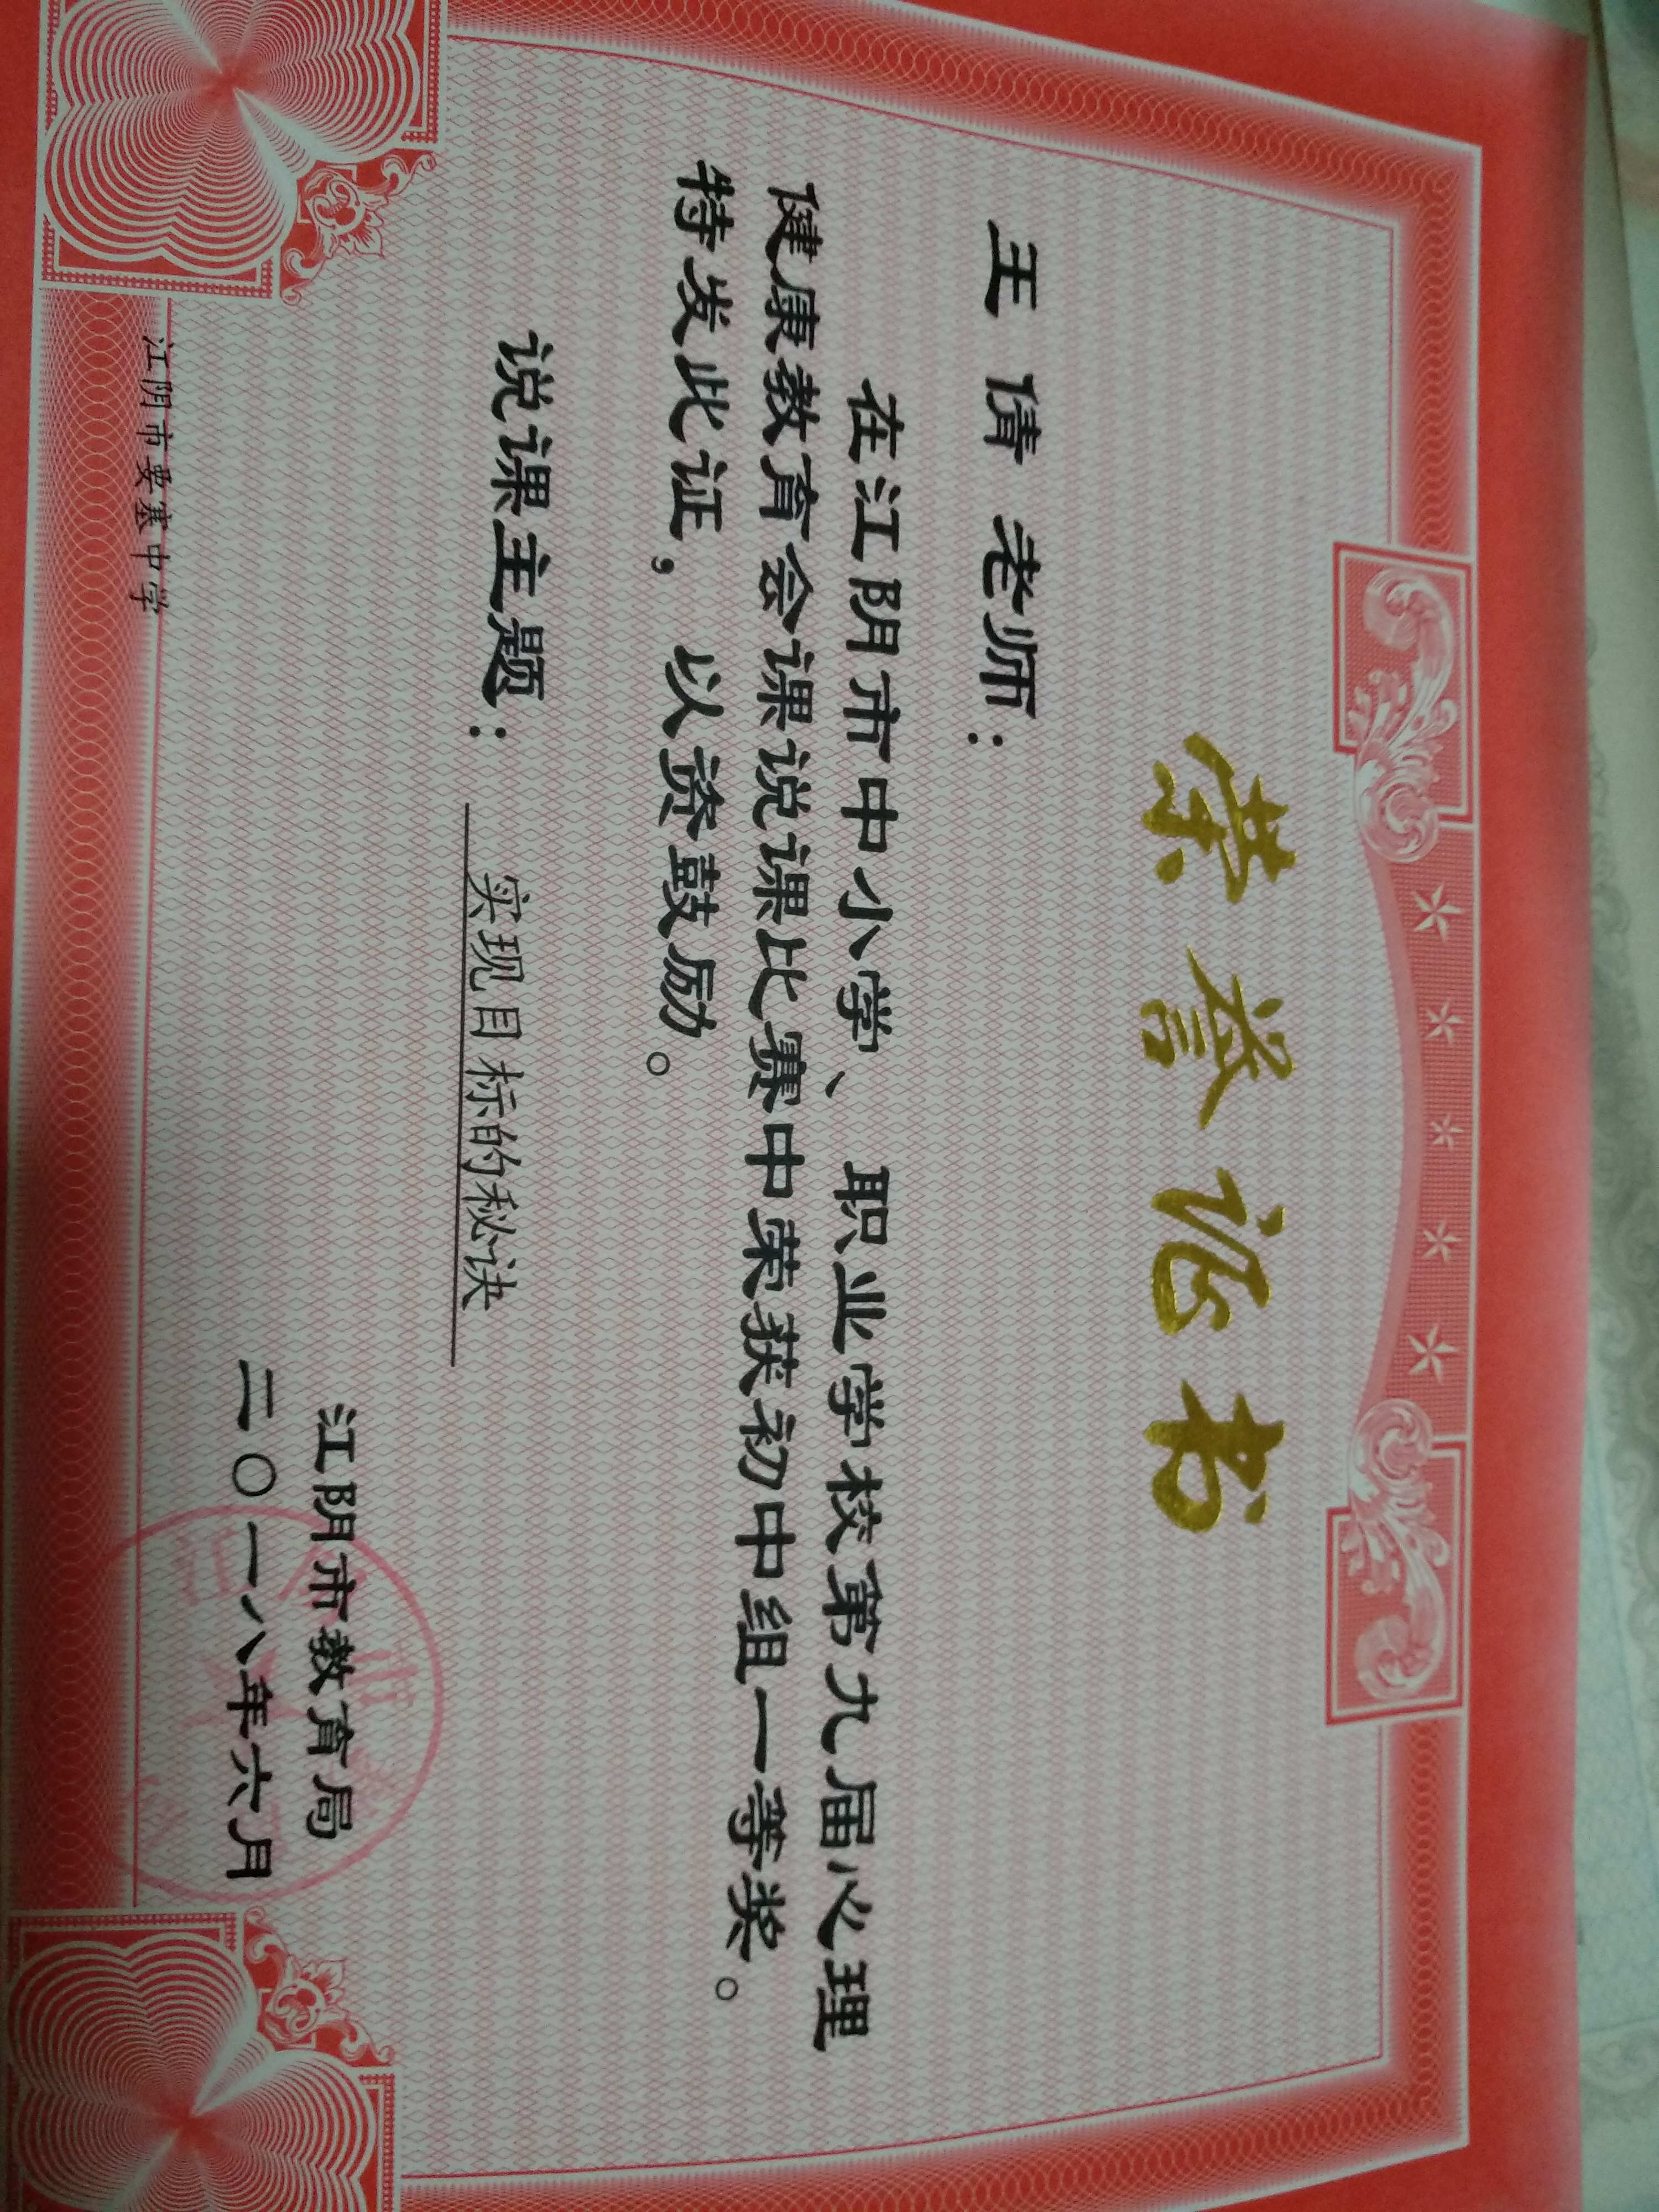 荣誉证书
王倩老师：
在江阴市中小学、职业学校第九届心理
健康教育会课说课比赛中荣获初中组一等奖。
特发此证，以资鼓励。
说课主题： 实现目标的秘诀
江阴市教育局
二〇一八年六月
江阴市要塞中学